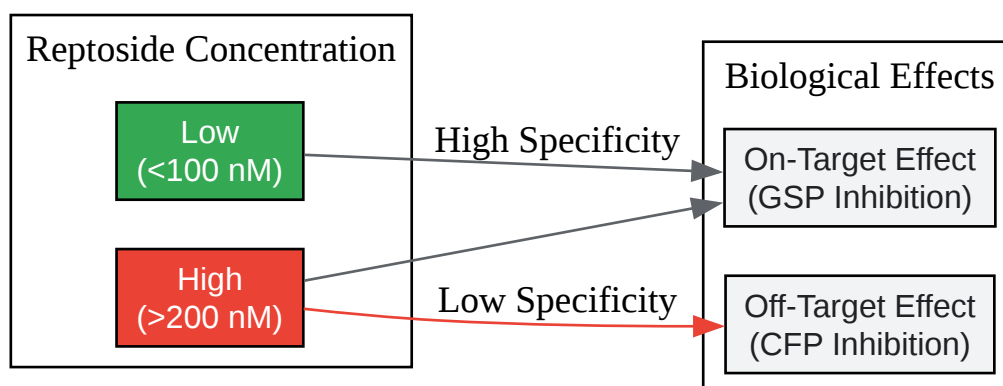 Reptoside Concentration
Low
(<100 nM)
High
(>200 nM)
High Specificity
Low Specificity
Biological Effects
On-Target Effect
(GSP Inhibition)
Off-Target Effect
(CFP Inhibition)